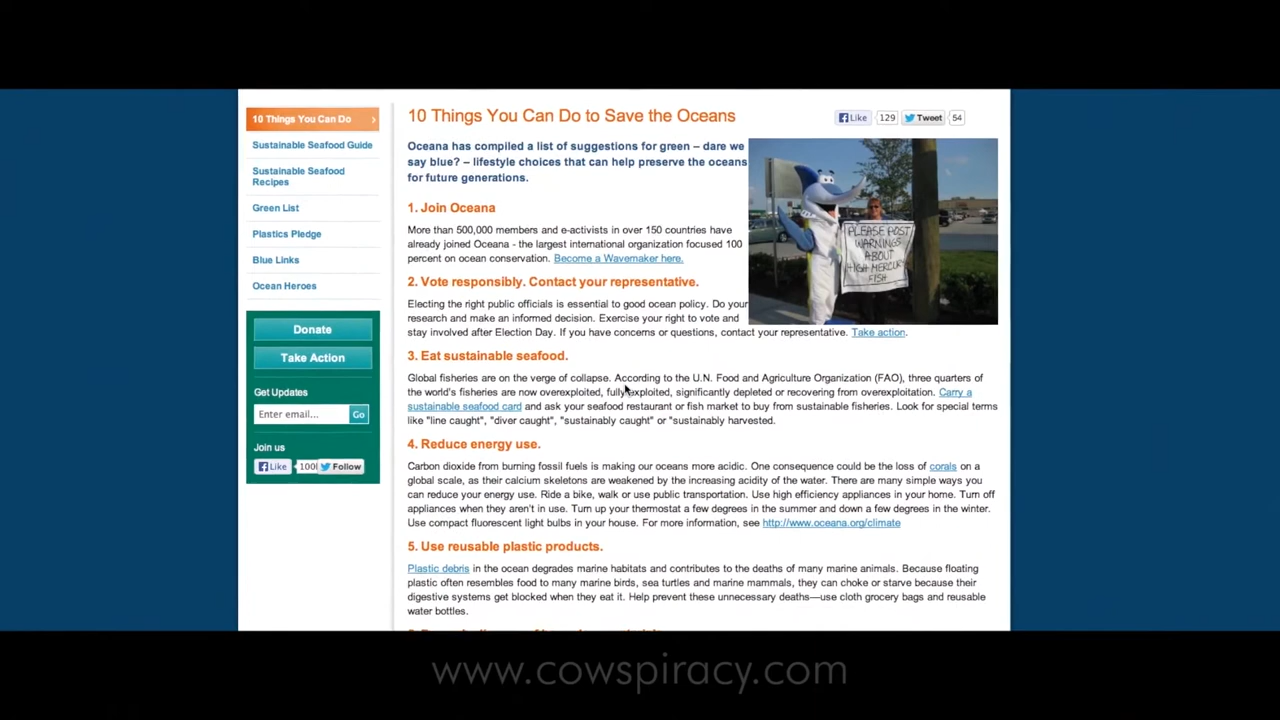 10 Things You Can Do
Sustainable Seafood Guide
Sustainable Seafood
Recipes
Green List
Plastics Pledge
Blue Links
Ocean Heroes
Donate
Take Action
Get Updates
Enter email...
Go
Join us
Like
100
Follow
10 Things You Can Do to Save the Oceans
Like 129 Tweet 54
Oceana has compiled a list of suggestions for green – dare we
say blue? – lifestyle choices that can help preserve the oceans
for future generations.
PLEASE POST
WARNINGS
ABOUT
HIGH MERCURY
FISH
1. Join Oceana
More than 500,000 members and e-activists in over 150 countries have
already joined Oceana - the largest international organization focused 100
percent on ocean conservation. Become a Wavemaker here.
2. Vote responsibly. Contact your representative.
Electing the right public officials is essential to good ocean policy. Do your
research and make an informed decision. Exercise your right to vote and
stay involved after Election Day. If you have concerns or questions, contact your representative. Take action.
3. Eat sustainable seafood.
Global fisheries are on the verge of collapse. According to the U.N. Food and Agriculture Organization (FAO), three quarters of
the world's fisheries are now overexploited, fully exploited, significantly depleted or recovering from overexploitation. Carry a
sustainable seafood card and ask your seafood restaurant or fish market to buy from sustainable fisheries. Look for special terms
like "line caught", "diver caught", "sustainably caught" or "sustainably harvested.
4. Reduce energy use.
Carbon dioxide from burning fossil fuels is making our oceans more acidic. One consequence could be the loss of corals on a
global scale, as their calcium skeletons are weakened by the increasing acidity of the water. There are many simple ways you
can reduce your energy use. Ride a bike, walk or use public transportation. Use high efficiency appliances in your home. Turn off
appliances when they aren't in use. Turn up your thermostat a few degrees in the summer and down a few degrees in the winter.
Use compact fluorescent light bulbs in your house. For more information, see http://www.oceana.org/climate
5. Use reusable plastic products.
Plastic debris in the ocean degrades marine habitats and contributes to the deaths of many marine animals. Because floating
plastic often resembles food to many marine birds, sea turtles and marine mammals, they can choke or starve because their
digestive systems get blocked when they eat it. Help prevent these unnecessary deaths—use cloth grocery bags and reusable
water bottles.
www.cowspiracy.com